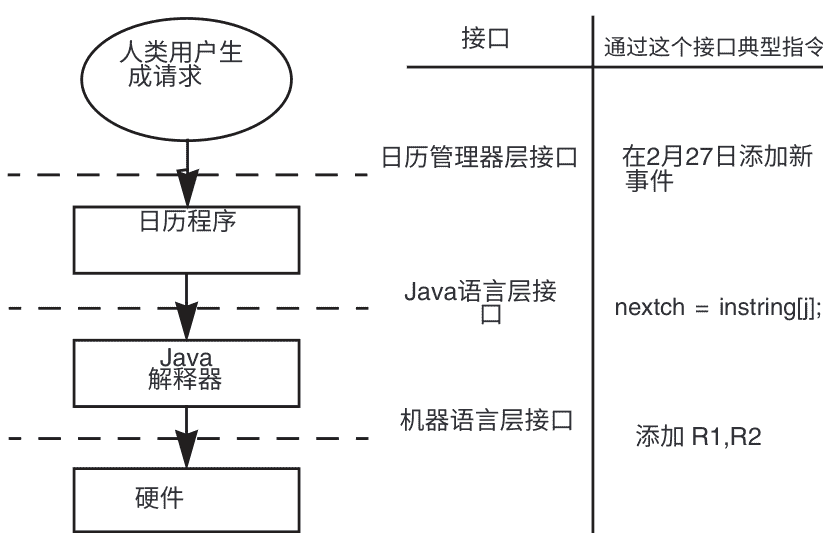 人类用户生
成请求
接口
通过这个接口典型指令
日历管理器层接口
在2月27日添加新
事件
日历程序
Java语言层接
口
nextch = instring[j];
Java
解释器
机器语言层接口
添加 R1,R2
硬件